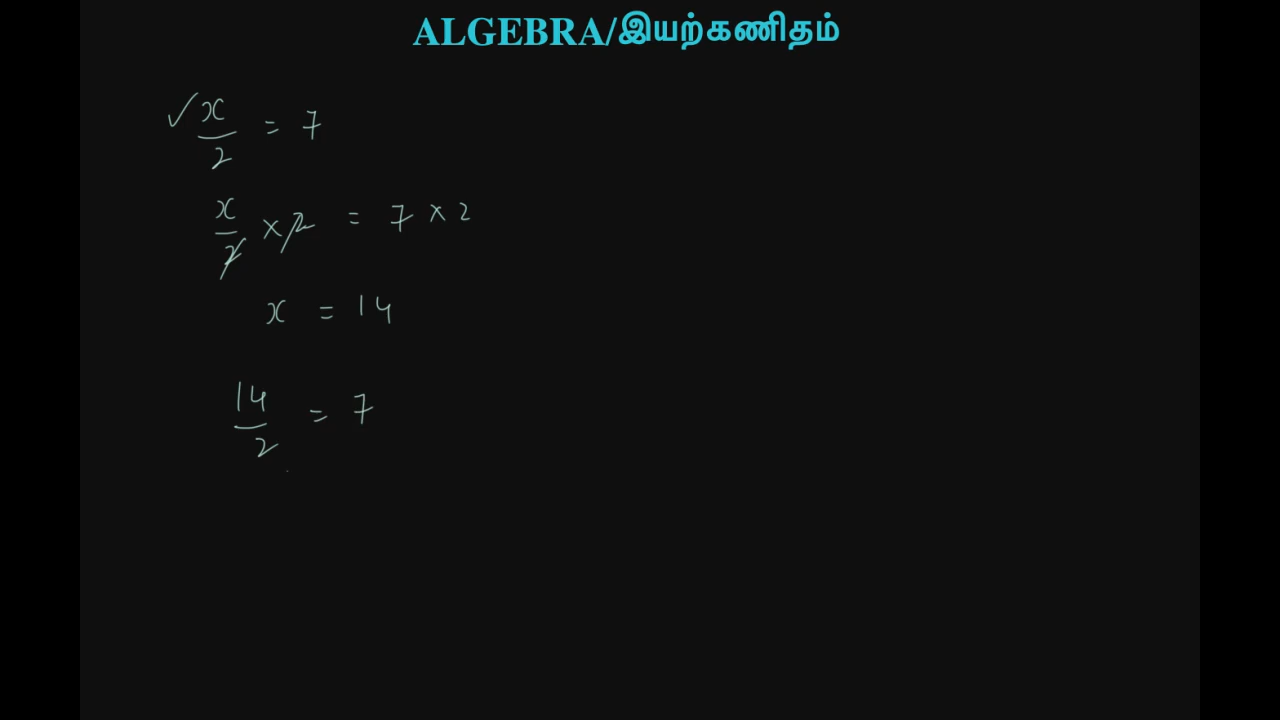 ALGEBRA/இயற்கணிதம்
✓ x/2 = 7
x/2 × 2 = 7 × 2
x = 14
14/2 = 7